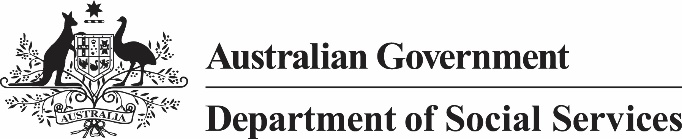 Australian Government
Department of Social Services
AUSTRALIA